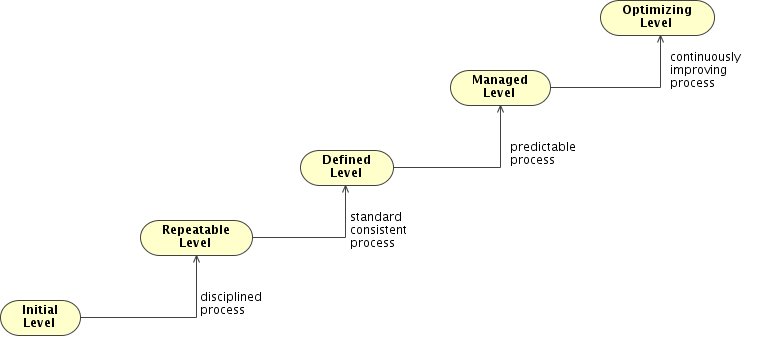 Optimizing
Level
continuously
improving
process
Managed
Level
predictable
process
Defined
Level
standard
consistent
process
Repeatable
Level
disciplined
process
Initial
Level